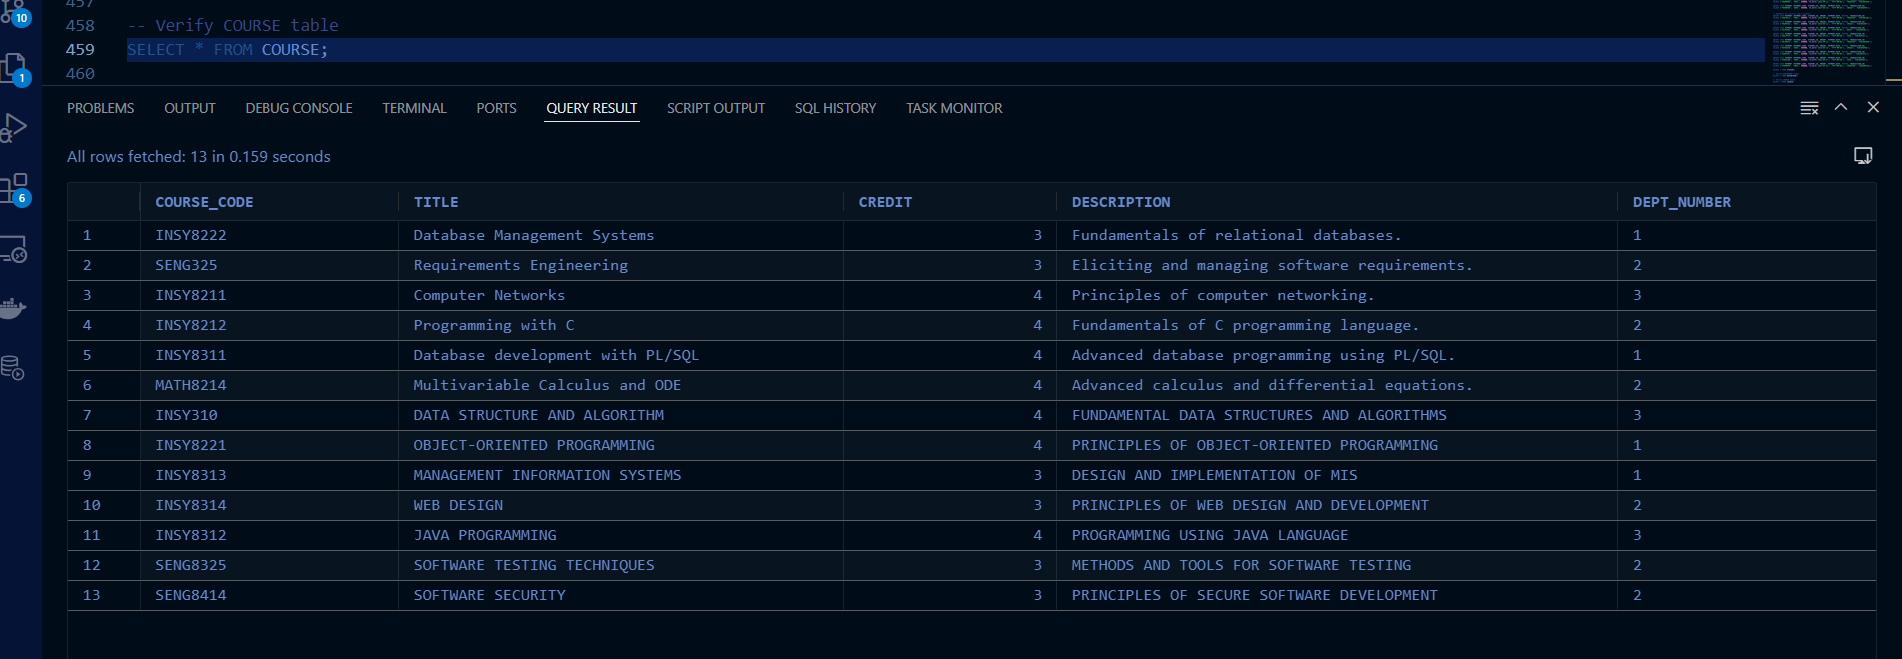 457
10
458 -- Verify COURSE table
459 SELECT * FROM COURSE;
1
460
PROBLEMS OUTPUT DEBUG CONSOLE TERMINAL PORTS QUERY RESULT SCRIPT OUTPUT SQL HISTORY TASK MONITOR
All rows fetched: 13 in 0.159 seconds
6
COURSE_CODE TITLE CREDIT DESCRIPTION DEPT_NUMBER
1 INSY8222 Database Management Systems 3 Fundamentals of relational databases. 1
2 SENG325 Requirements Engineering 3 Eliciting and managing software requirements. 2
3 INSY8211 Computer Networks 4 Principles of computer networking. 3
4 INSY8212 Programming with C 4 Fundamentals of C programming language. 2
5 INSY8311 Database development with PL/SQL 4 Advanced database programming using PL/SQL. 1
6 MATH8214 Multivariable Calculus and ODE 4 Advanced calculus and differential equations. 2
7 INSY310 DATA STRUCTURE AND ALGORITHM 4 FUNDAMENTAL DATA STRUCTURES AND ALGORITHMS 3
8 INSY8221 OBJECT-ORIENTED PROGRAMMING 4 PRINCIPLES OF OBJECT-ORIENTED PROGRAMMING 1
9 INSY8313 MANAGEMENT INFORMATION SYSTEMS 3 DESIGN AND IMPLEMENTATION OF MIS 1
10 INSY8314 WEB DESIGN 3 PRINCIPLES OF WEB DESIGN AND DEVELOPMENT 2
11 INSY8312 JAVA PROGRAMMING 4 PROGRAMMING USING JAVA LANGUAGE 3
12 SENG8325 SOFTWARE TESTING TECHNIQUES 3 METHODS AND TOOLS FOR SOFTWARE TESTING 2
13 SENG8414 SOFTWARE SECURITY 3 PRINCIPLES OF SECURE SOFTWARE DEVELOPMENT 2